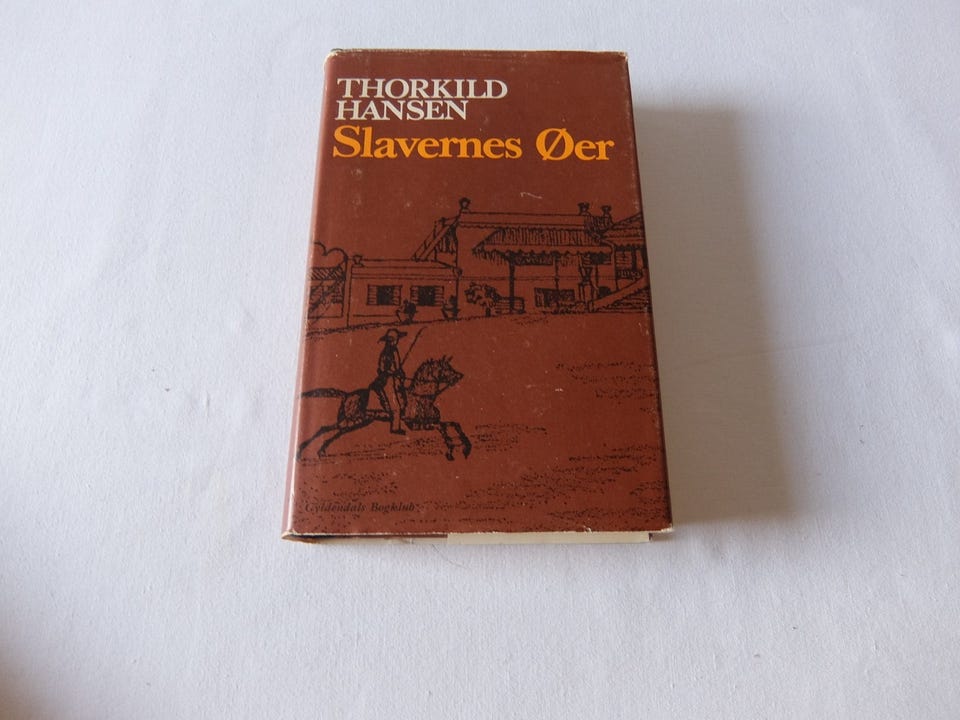 THORKILD
HANSEN
Slavernes Øer
Gyldendals Bogklub